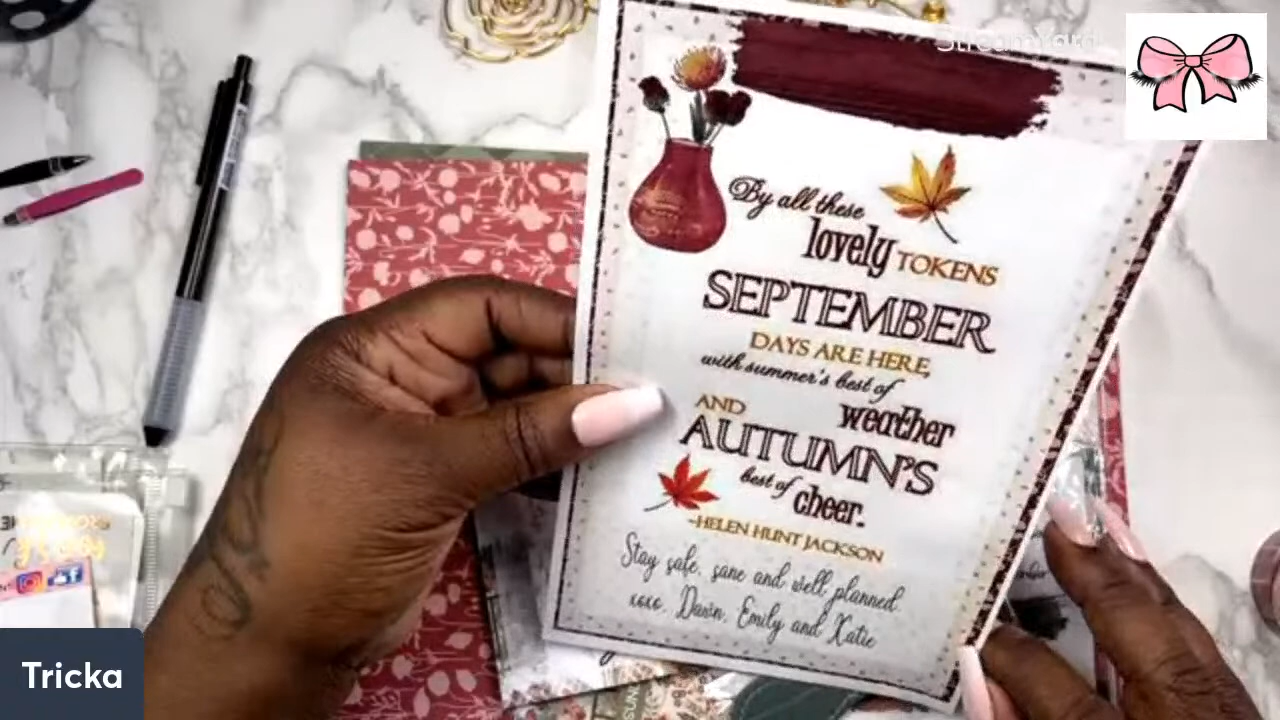 StreamYard
By all these
lovely TOKENS
SEPTEMBER
DAYS ARE HERE,
with summer's best of
weather
AND
AUTUMN'S
best of
cheer.
~HELEN HUNT JACKSON
Stay safe, sane and well planned.
xoxo, Dawn, Emily and Katie
Tricka